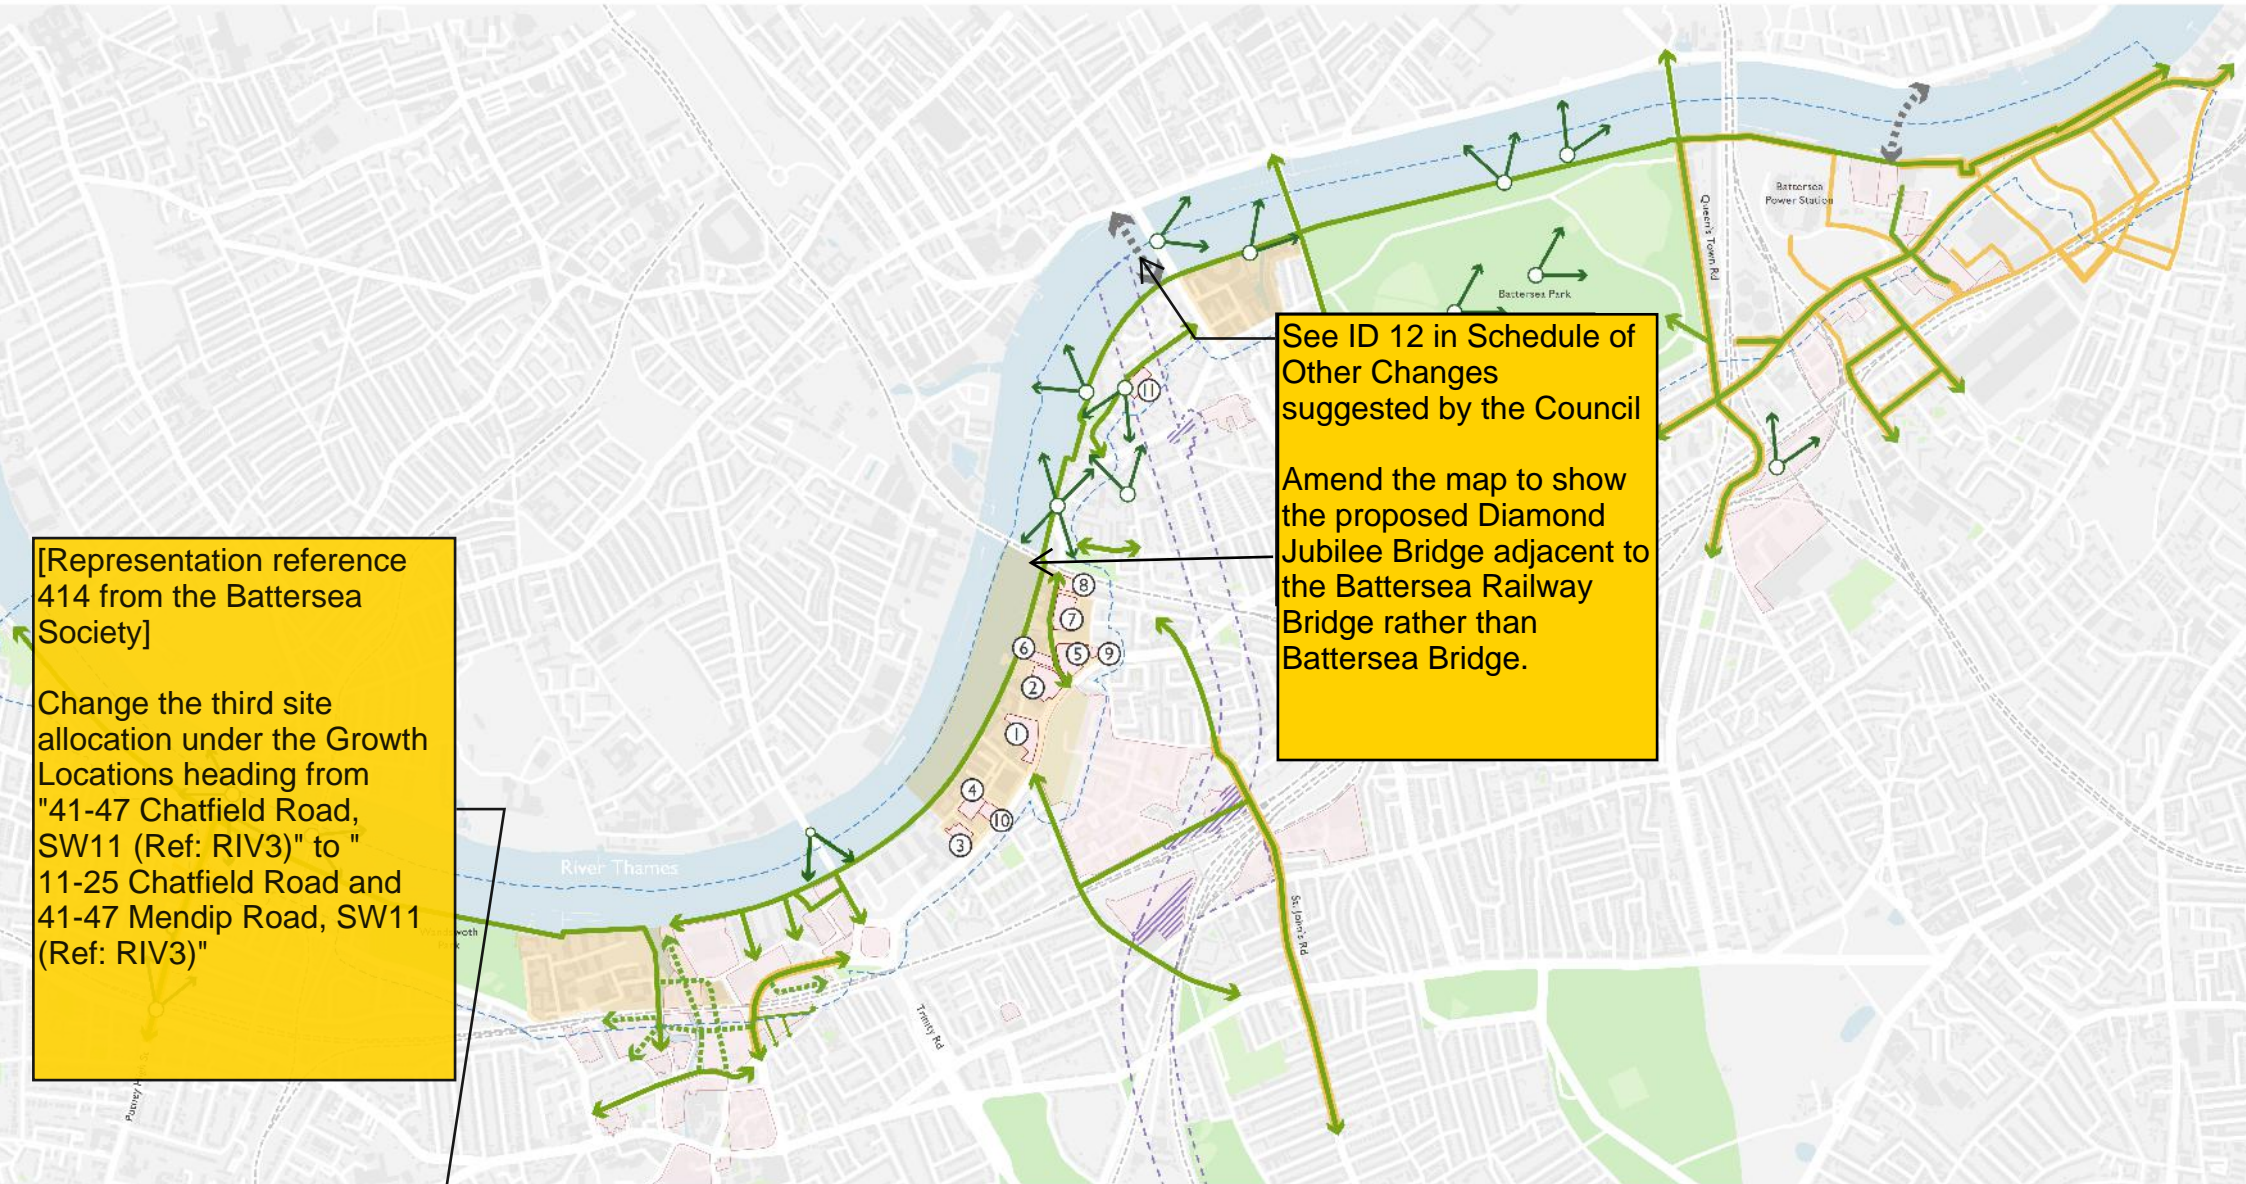 Battersea
Power Station
Queen's Town Rd
Battersea Park
See ID 12 in Schedule of
Other Changes
suggested by the Council
Amend the map to show
the proposed Diamond
Jubilee Bridge adjacent to
the Battersea Railway
Bridge rather than
Battersea Bridge.
11
[Representation reference
414 from the Battersea
Society]
Change the third site
allocation under the Growth
Locations heading from
"41-47 Chatfield Road,
SW11 (Ref: RIV3)" to "
11-25 Chatfield Road and
41-47 Mendip Road, SW11
(Ref: RIV3)"
8
7
6
5
9
2
1
4
10
3
River Thames
St. John's Rd
Trinity Rd